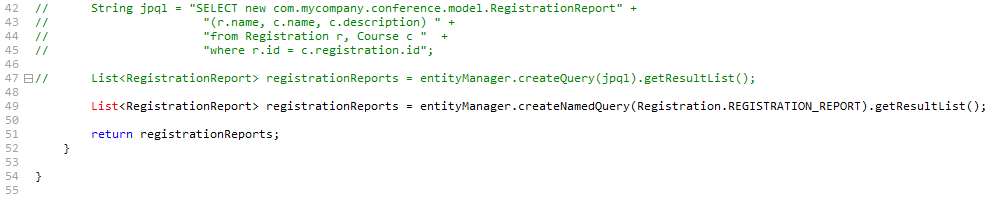 42 //      String jpql = "SELECT new com.mycompany.conference.model.RegistrationReport" +
43 //                      "(r.name, c.name, c.description) " +
44 //                      "from Registration r, Course c "  +
45 //                      "where r.id = c.registration.id";
46
47 //      List<RegistrationReport> registrationReports = entityManager.createQuery(jpql).getResultList();
48
49         List<RegistrationReport> registrationReports = entityManager.createNamedQuery(Registration.REGISTRATION_REPORT).getResultList();
50
51         return registrationReports;
52     }
53
54 }
55